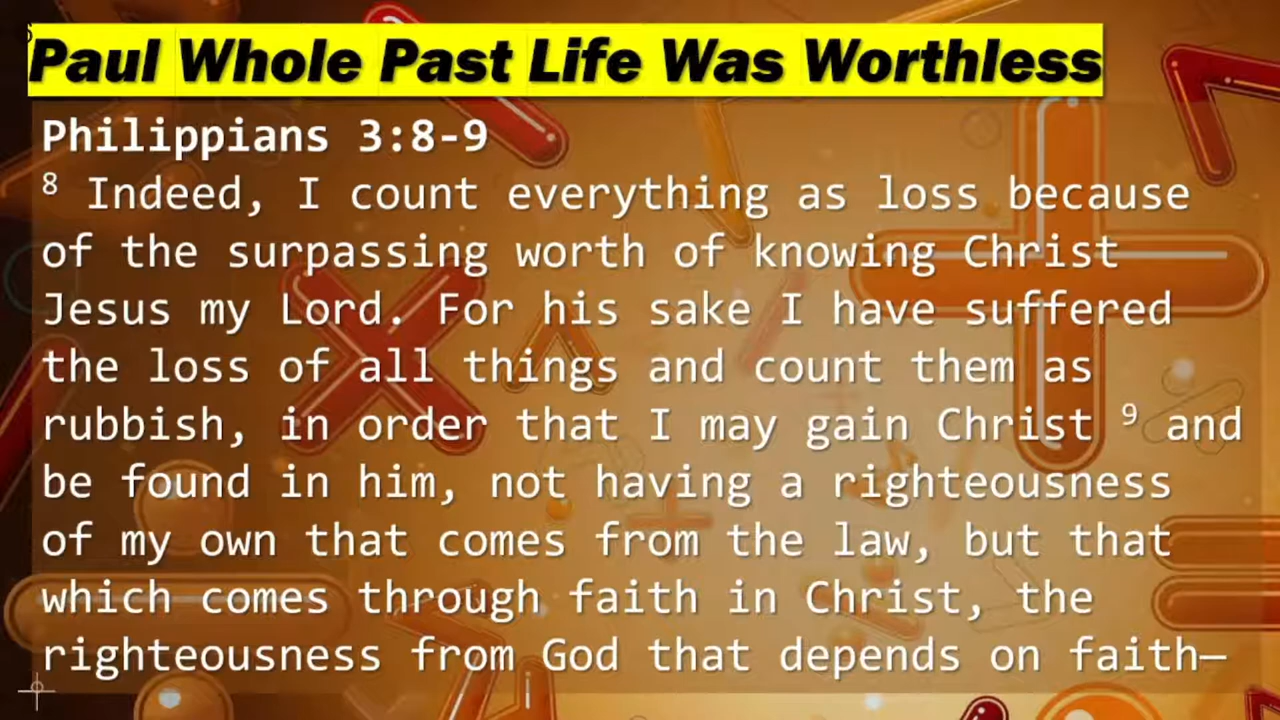 Paul Whole Past Life Was Worthless
Philippians 3:8-9
8 Indeed, I count everything as loss because
of the surpassing worth of knowing Christ
Jesus my Lord. For his sake I have suffered
the loss of all things and count them as
rubbish, in order that I may gain Christ 9 and
be found in him, not having a righteousness
of my own that comes from the law, but that
which comes through faith in Christ, the
righteousness from God that depends on faith—